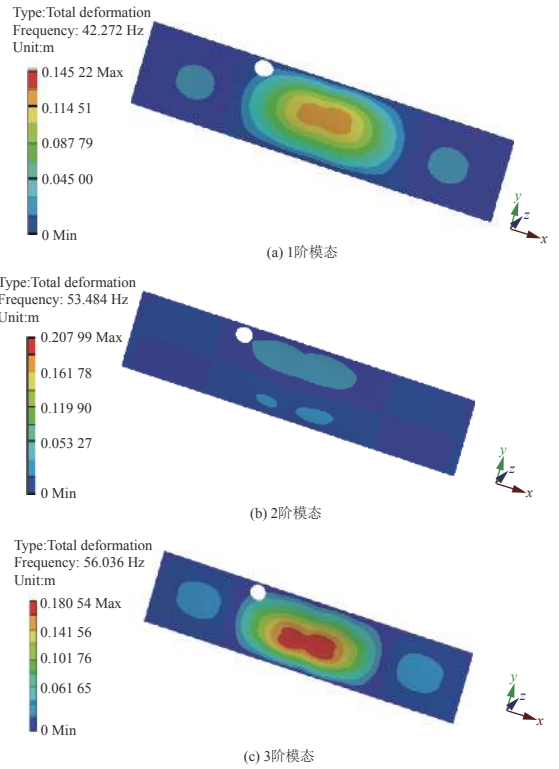 Type:Total deformation
Frequency: 42.272 Hz
Unit:m
0.145 22 Max
0.114 51
0.087 79
0.045 00
0 Min
y
z
x
(a) 1阶模态
Type:Total deformation
Frequency: 53.484 Hz
Unit:m
0.207 99 Max
0.161 78
0.119 90
0.053 27
0 Min
y
z
x
(b) 2阶模态
Type:Total deformation
Frequency: 56.036 Hz
Unit:m
0.180 54 Max
0.141 56
0.101 76
0.061 65
0 Min
y
z
x
(c) 3阶模态